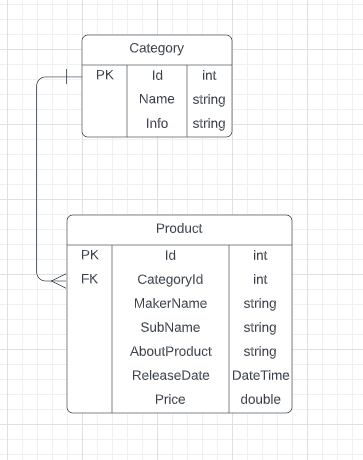 Category
PK Id int
Name string
Info string
Product
PK Id int
FK CategoryId int
MakerName string
SubName string
AboutProduct string
ReleaseDate DateTime
Price double